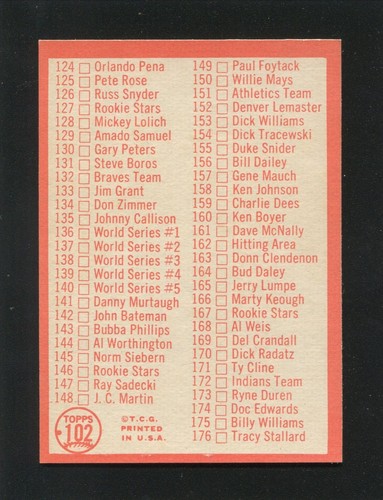 124 Orlando Pena
125 Pete Rose
126 Russ Snyder
127 Rookie Stars
128 Mickey Lolich
129 Amado Samuel
130 Gary Peters
131 Steve Boros
132 Braves Team
133 Jim Grant
134 Don Zimmer
135 Johnny Callison
136 World Series #1
137 World Series #2
138 World Series #3
139 World Series #4
140 World Series #5
141 Danny Murtaugh
142 John Bateman
143 Bubba Phillips
144 Al Worthington
145 Norm Siebern
146 Rookie Stars
147 Ray Sadecki
148 J. C. Martin
TOPPS
102
149 Paul Foytack
150 Willie Mays
151 Athletics Team
152 Denver Lemaster
153 Dick Williams
154 Dick Tracewski
155 Duke Snider
156 Bill Dailey
157 Gene Mauch
158 Ken Johnson
159 Charlie Dees
160 Ken Boyer
161 Dave McNally
162 Hitting Area
163 Donn Clendenon
164 Bud Daley
165 Jerry Lumpe
166 Marty Keough
167 Rookie Stars
168 Al Weis
169 Del Crandall
170 Dick Radatz
171 Ty Cline
172 Indians Team
173 Ryne Duren
174 Doc Edwards
175 Billy Williams
176 Tracy Stallard
© T.C.G.
PRINTED
IN U.S.A.